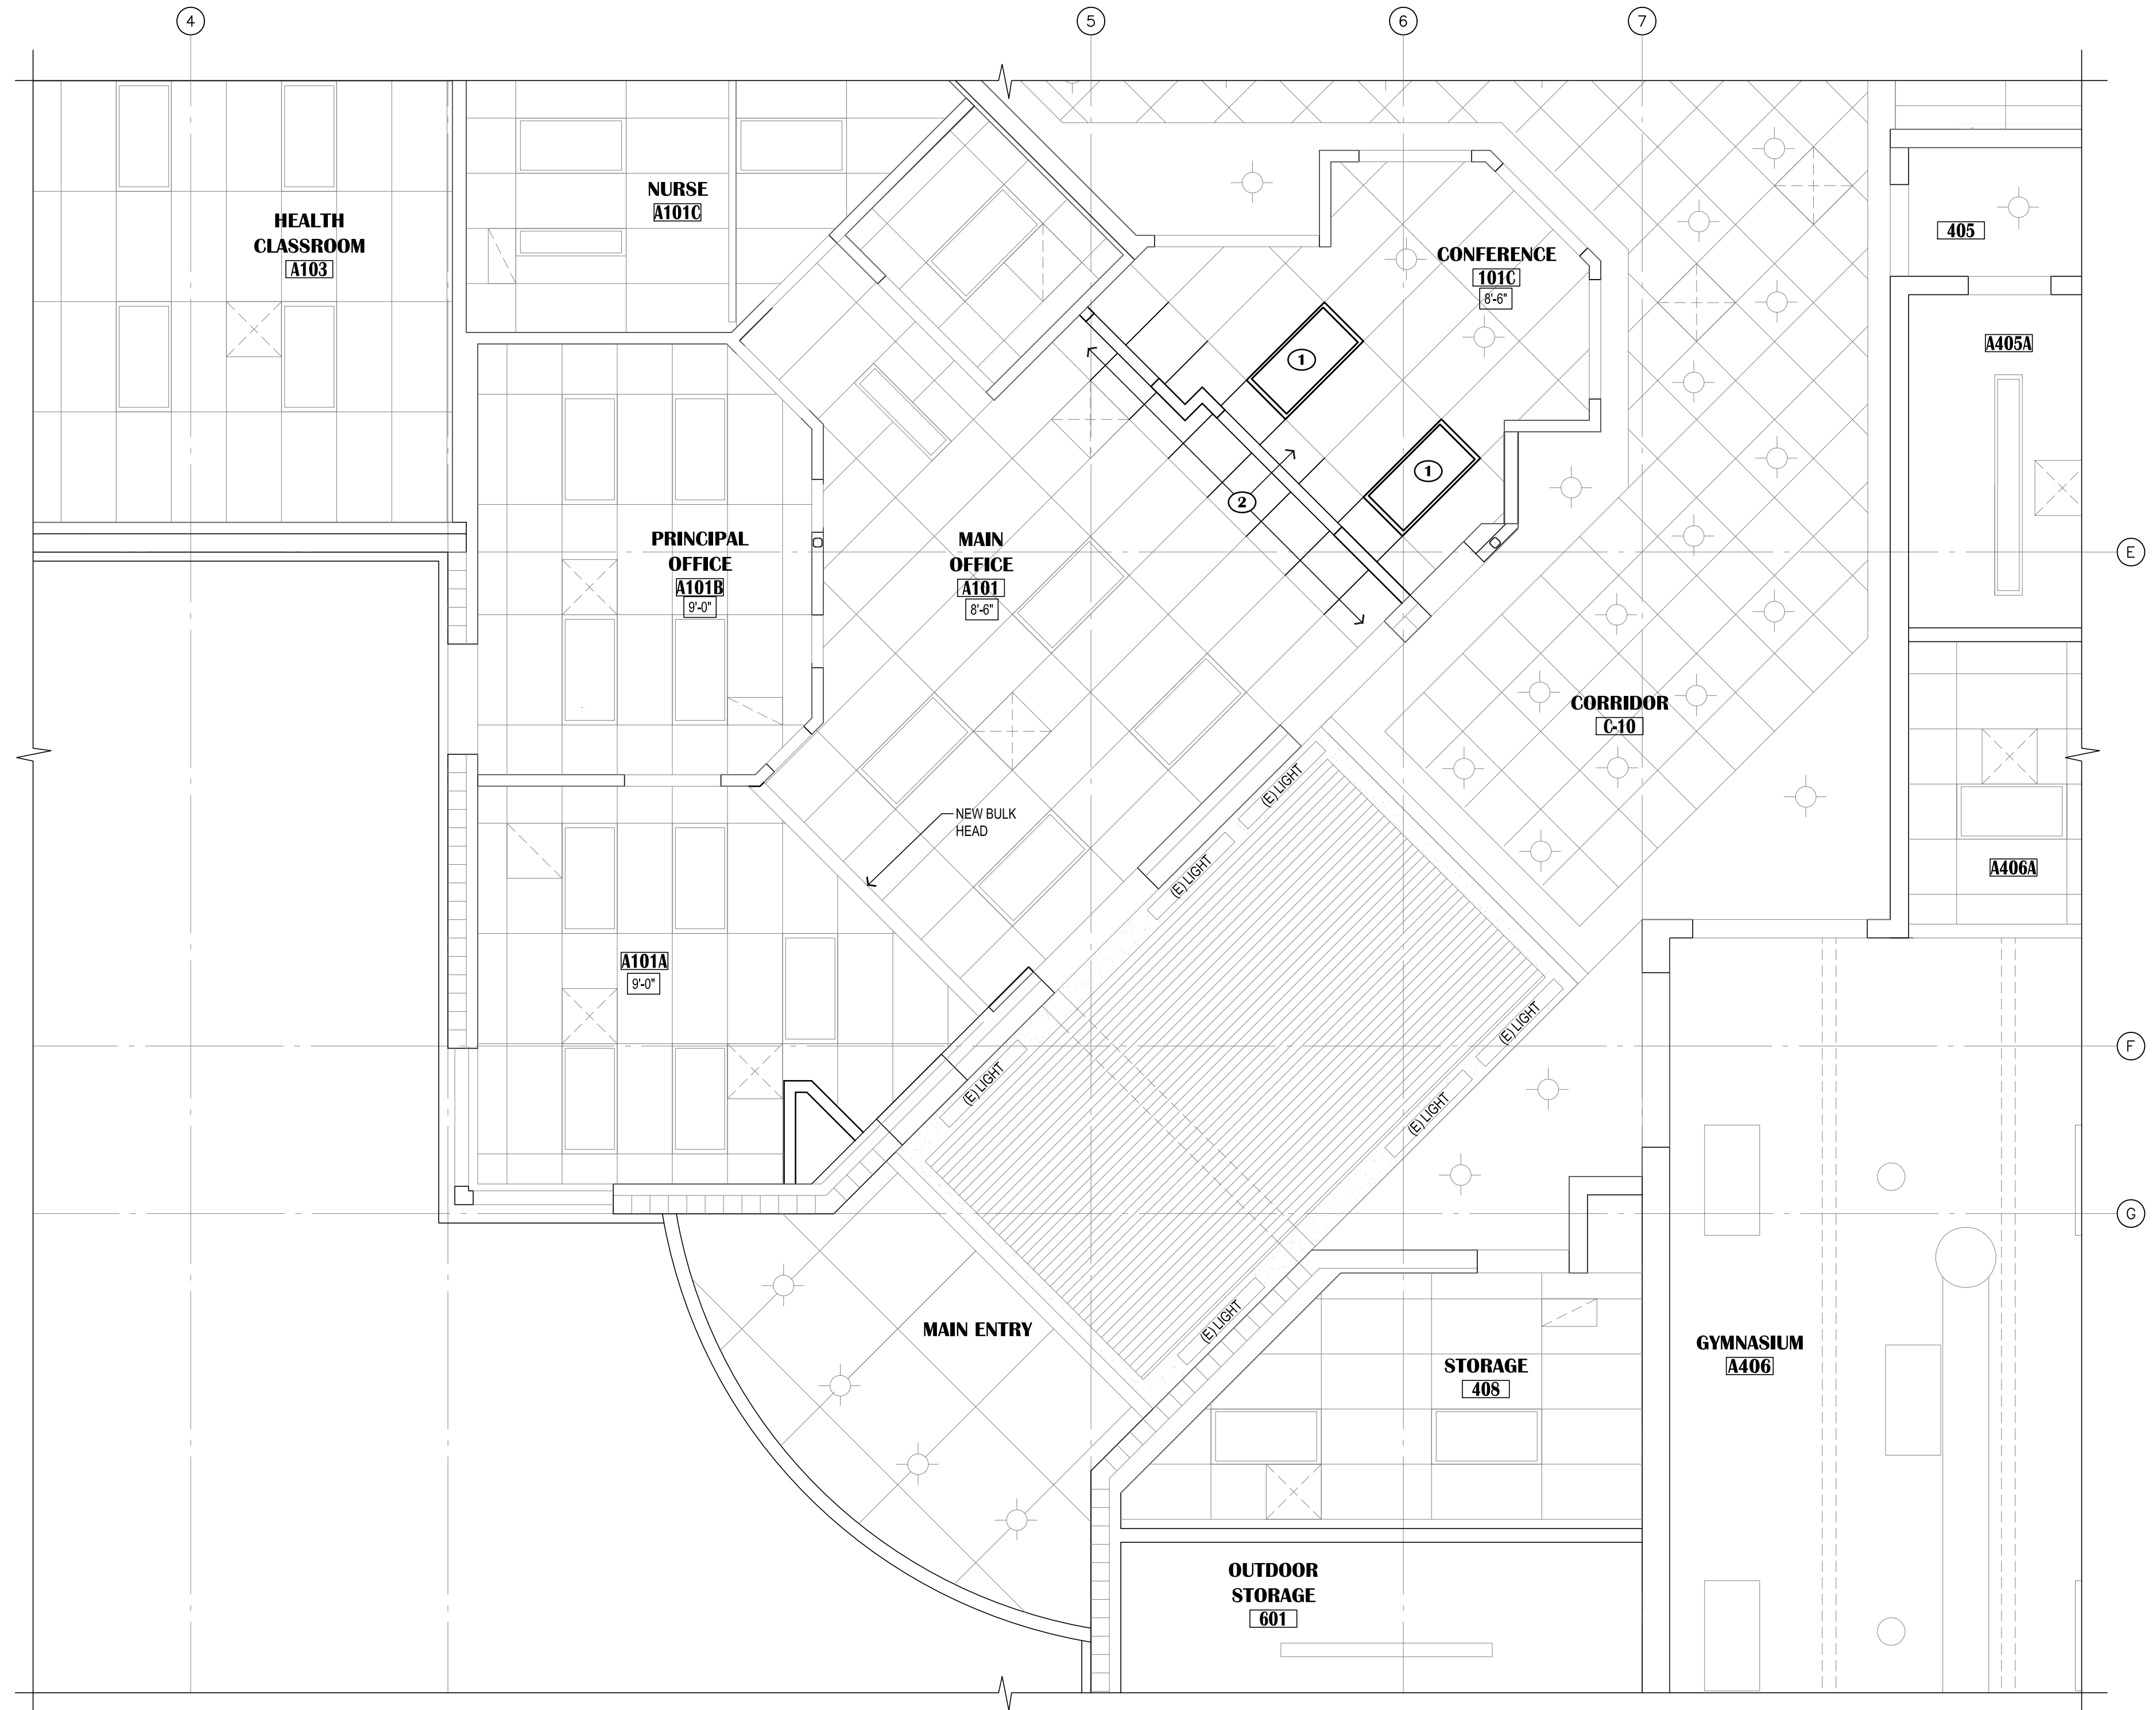 4
5
6
7
NURSE
A101C
HEALTH
CLASSROOM
A103
405
CONFERENCE
101C
8'-6"
A405A
1
1
2
E
PRINCIPAL
OFFICE
A101B
9'-0"
MAIN
OFFICE
A101
8'-6"
CORRIDOR
C-10
(E) LIGHT
NEW BULK
HEAD
(E) LIGHT
A406A
A101A
9'-0"
(E) LIGHT
F
(E) LIGHT
(E) LIGHT
G
(E) LIGHT
MAIN ENTRY
GYMNASIUM
A406
STORAGE
408
OUTDOOR
STORAGE
601